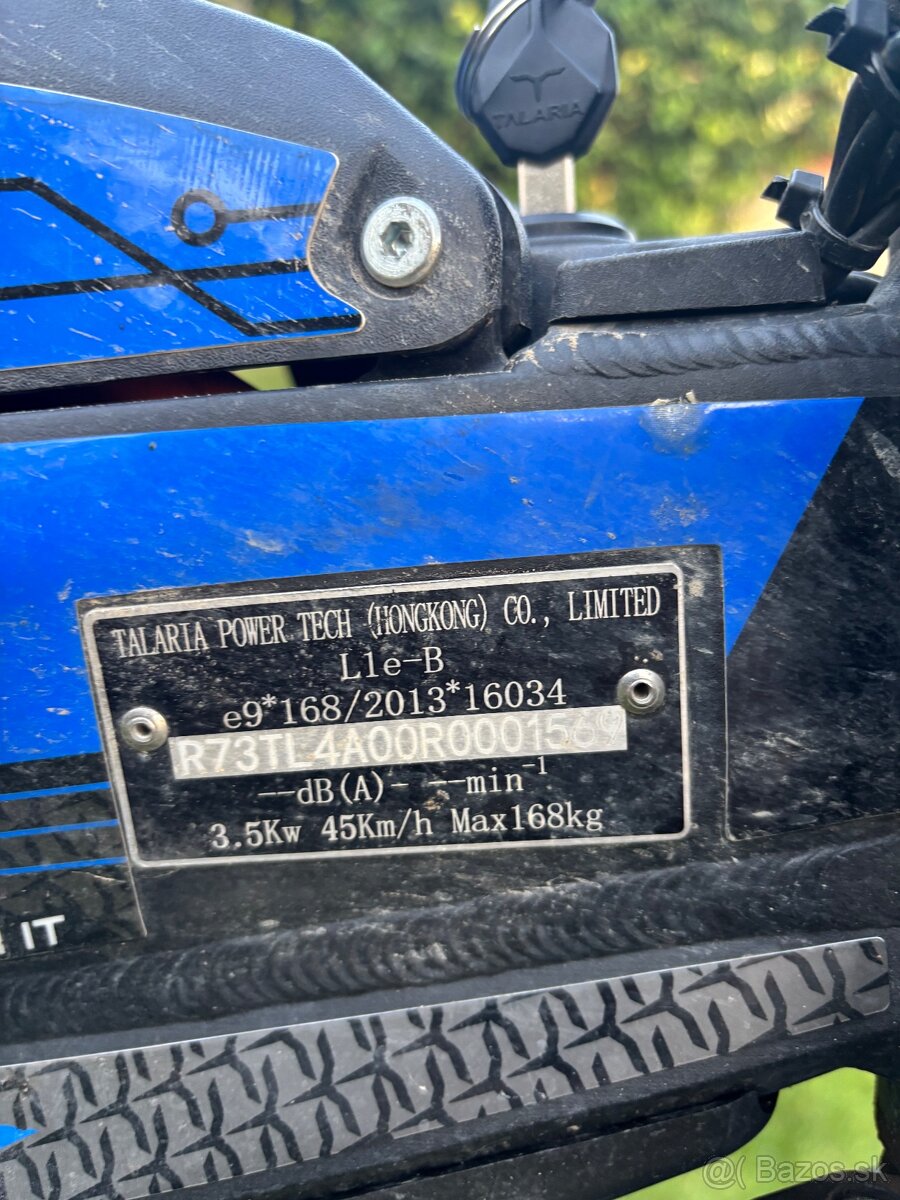 TALARIA
TALARIA POWER TECH (HONGKONG) CO., LIMITED
L1e-B
e9*168/2013*16034
R73TL4A00R0001569
--dB(A)- --min-1
3.5Kw 45Km/h Max168kg
IT
@( Bazos.sk